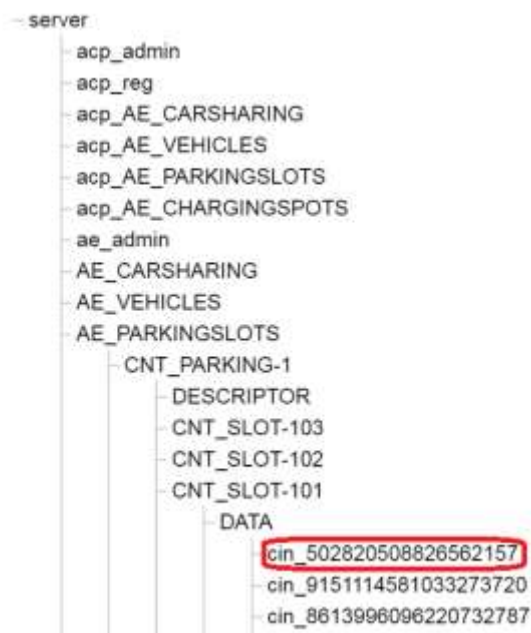 server
acp_admin
acp_reg
acp_AE_CARSHARING
acp_AE_VEHICLES
acp_AE_PARKINGSLOTS
acp_AE_CHARGINGSPOTS
ae_admin
AE_CARSHARING
AE_VEHICLES
AE_PARKINGSLOTS
CNT_PARKING-1
DESCRIPTOR
CNT_SLOT-103
CNT_SLOT-102
CNT_SLOT-101
DATA
cin_502820508826562157
cin_9151114581033273720
cin_8613996096220732787